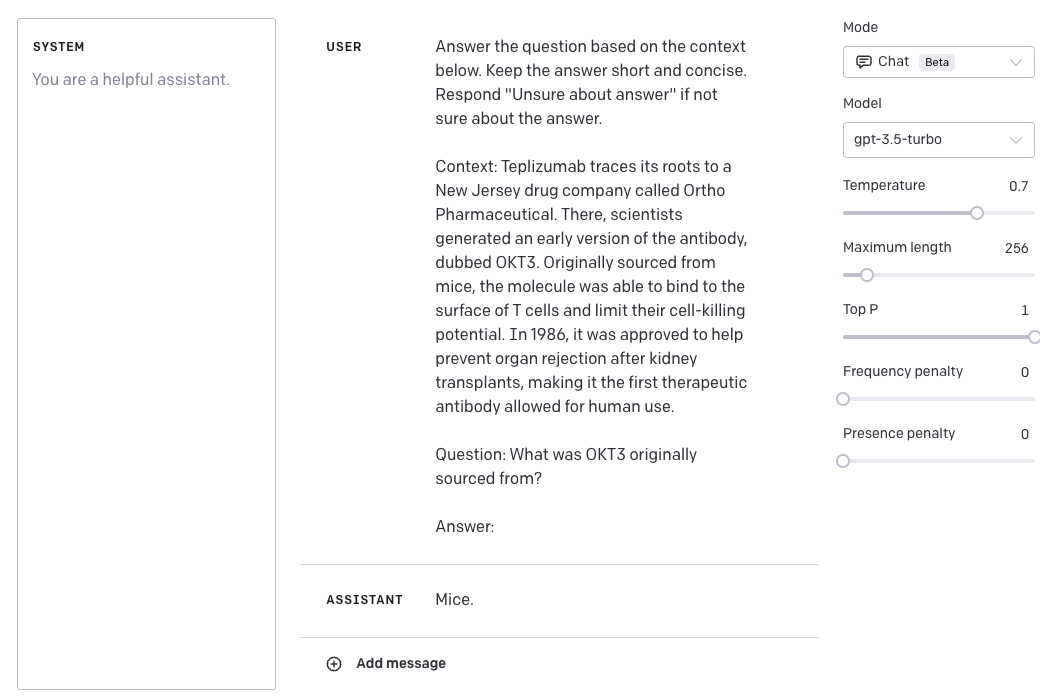 SYSTEM
You are a helpful assistant.
USER
Answer the question based on the context
below. Keep the answer short and concise.
Respond "Unsure about answer" if not
sure about the answer.
Context: Teplizumab traces its roots to a
New Jersey drug company called Ortho
Pharmaceutical. There, scientists
generated an early version of the antibody,
dubbed OKT3. Originally sourced from
mice, the molecule was able to bind to the
surface of T cells and limit their cell-killing
potential. In 1986, it was approved to help
prevent organ rejection after kidney
transplants, making it the first therapeutic
antibody allowed for human use.
Question: What was OKT3 originally
sourced from?
Answer:
ASSISTANT
Mice.
Add message
Mode
Chat Beta
Model
gpt-3.5-turbo
Temperature 0.7
Maximum length 256
Top P 1
Frequency penalty 0
Presence penalty 0